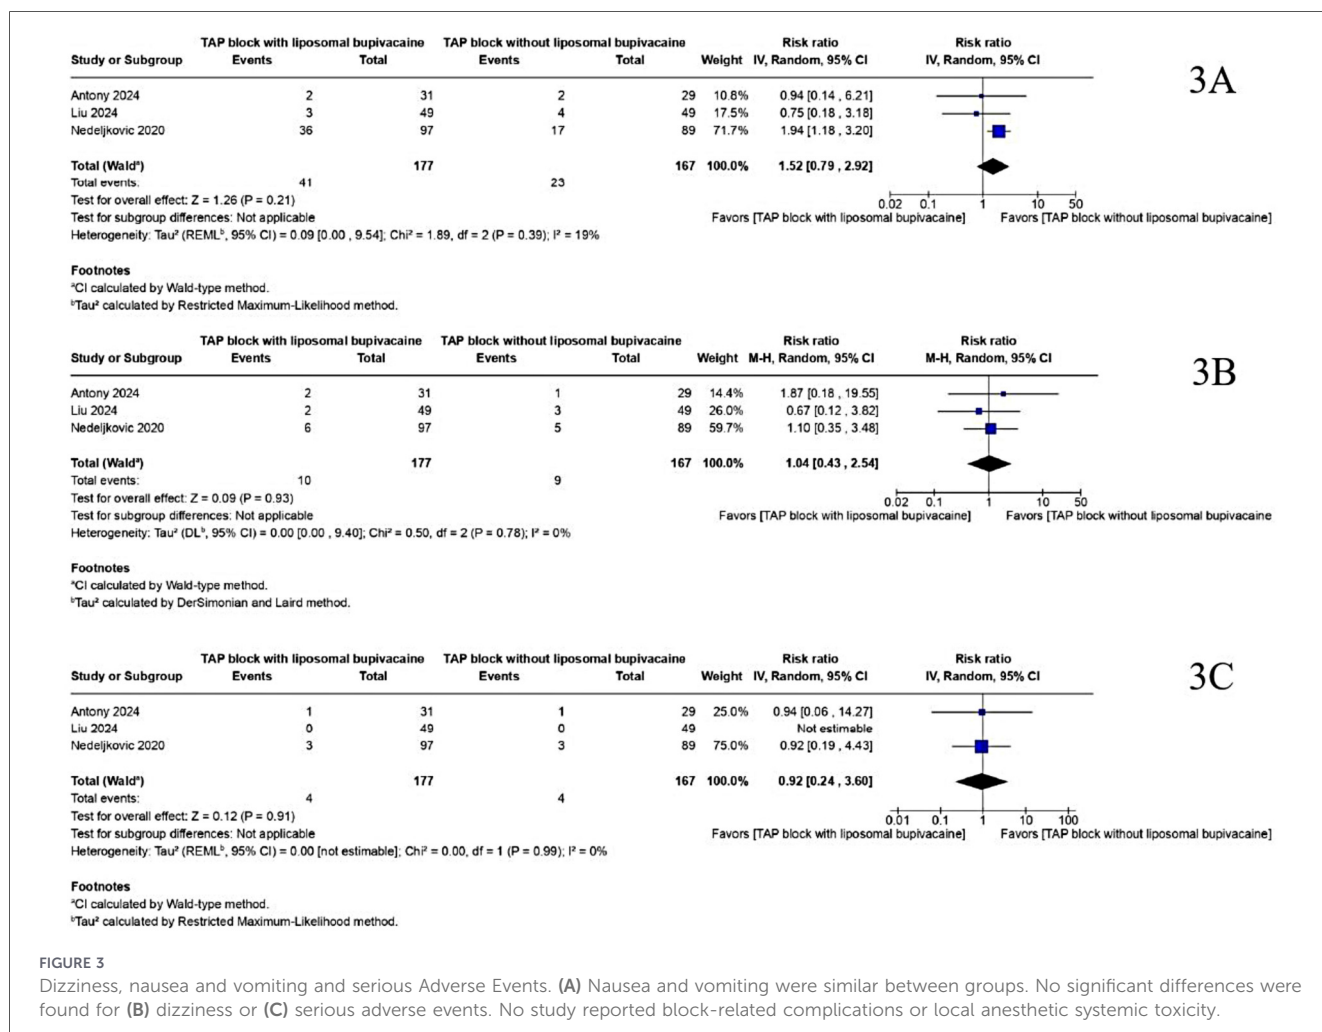 TAP block with liposomal bupivacaine TAP block without liposomal bupivacaine Risk ratio Risk ratio
Study or Subgroup Events Total Events Total Weight IV, Random, 95% CI IV, Random, 95% CI
3A
Antony 2024 2 31 2 29 10.8% 0.94 [0.14 , 6.21]
Liu 2024 3 49 4 49 17.5% 0.75 [0.18 , 3.18]
Nedeljkovic 2020 36 97 17 89 71.7% 1.94 [1.18 , 3.20]
Total (Waldᵃ) 177 167 100.0% 1.52 [0.79 , 2.92]
Total events: 41 23
Test for overall effect: Z = 1.26 (P = 0.21)
0.02 0.1 1 10 50
Test for subgroup differences: Not applicable Favors [TAP block with liposomal bupivacaine] Favors [TAP block without liposomal bupivacaine]
Heterogeneity: Tau² (REMLᵇ, 95% CI) = 0.09 [0.00 , 9.54]; Chi² = 1.89, df = 2 (P = 0.39); I² = 19%
Footnotes
ᵃCI calculated by Wald-type method.
ᵇTau² calculated by Restricted Maximum-Likelihood method.
TAP block with liposomal bupivacaine TAP block without liposomal bupivacaine Risk ratio Risk ratio
Study or Subgroup Events Total Events Total Weight M-H, Random, 95% CI M-H, Random, 95% CI
3B
Antony 2024 2 31 1 29 14.4% 1.87 [0.18 , 19.55]
Liu 2024 2 49 3 49 26.0% 0.67 [0.12 , 3.82]
Nedeljkovic 2020 6 97 5 89 59.7% 1.10 [0.35 , 3.48]
Total (Waldᵃ) 177 167 100.0% 1.04 [0.43 , 2.54]
Total events: 10 9
Test for overall effect: Z = 0.09 (P = 0.93)
0.02 0.1 1 10 50
Test for subgroup differences: Not applicable Favors [TAP block with liposomal bupivacaine] Favors [TAP block without liposomal bupivacaine
Heterogeneity: Tau² (DLᵇ, 95% CI) = 0.00 [0.00 , 9.40]; Chi² = 0.50, df = 2 (P = 0.78); I² = 0%
Footnotes
ᵃCI calculated by Wald-type method.
ᵇTau² calculated by DerSimonian and Laird method.
TAP block with liposomal bupivacaine TAP block without liposomal bupivacaine Risk ratio Risk ratio
Study or Subgroup Events Total Events Total Weight IV, Random, 95% CI IV, Random, 95% CI
3C
Antony 2024 1 31 1 29 25.0% 0.94 [0.06 , 14.27]
Liu 2024 0 49 0 49 Not estimable
Nedeljkovic 2020 3 97 3 89 75.0% 0.92 [0.19 , 4.43]
Total (Waldᵃ) 177 167 100.0% 0.92 [0.24 , 3.60]
Total events: 4 4
Test for overall effect: Z = 0.12 (P = 0.91)
0.01 0.1 1 10 100
Test for subgroup differences: Not applicable Favors [TAP block with liposomal bupivacaine] Favors [TAP block without liposomal bupivacaine]
Heterogeneity: Tau² (REMLᵇ, 95% CI) = 0.00 [not estimable]; Chi² = 0.00, df = 1 (P = 0.99); I² = 0%
Footnotes
ᵃCI calculated by Wald-type method.
ᵇTau² calculated by Restricted Maximum-Likelihood method.
FIGURE 3
Dizziness, nausea and vomiting and serious Adverse Events. (A) Nausea and vomiting were similar between groups. No significant differences were
found for (B) dizziness or (C) serious adverse events. No study reported block-related complications or local anesthetic systemic toxicity.